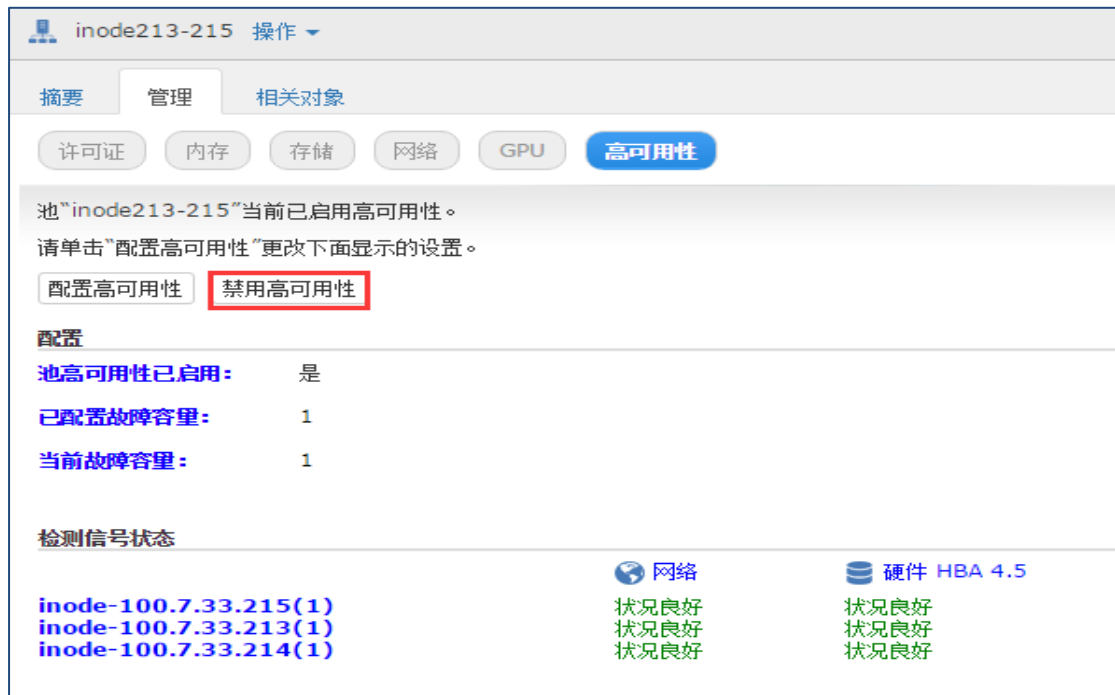 inode213-215 操作
摘要 管理 相关对象
许可证 内存 存储 网络 GPU 高可用性
池“inode213-215”当前已启用高可用性。
请单击“配置高可用性”更改下面显示的设置。
配置高可用性 禁用高可用性
配置
池高可用性已启用： 是
已配置故障容量： 1
当前故障容量： 1
检测信号状态
网络 硬件 HBA 4.5
inode-100.7.33.215(1) 状况良好 状况良好
inode-100.7.33.213(1) 状况良好 状况良好
inode-100.7.33.214(1) 状况良好 状况良好